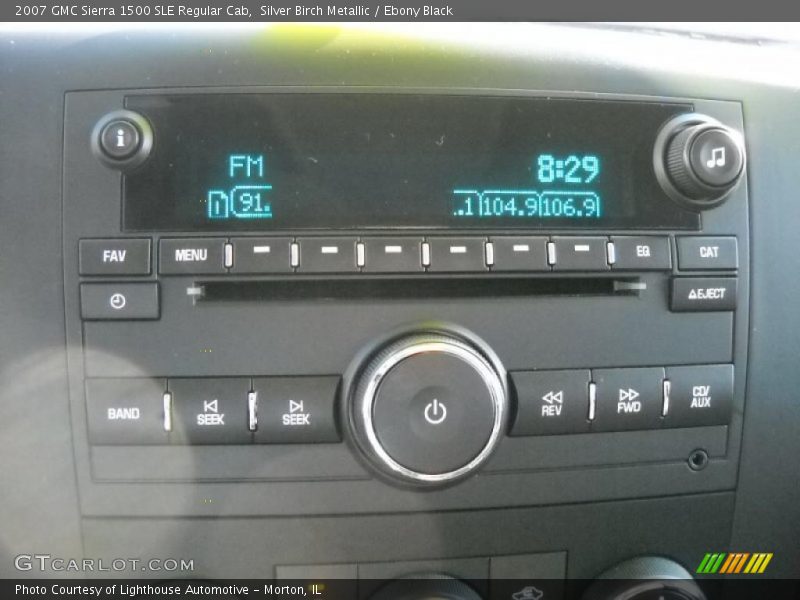 2007 GMC Sierra 1500 SLE Regular Cab,  Silver Birch Metallic / Ebony Black
i
FM 8:29
1 91. .1 104.9 106.9
FAV MENU EQ CAT
EJECT
BAND SEEK SEEK REV FWD CD/
AUX
GTCARLOT.COM
Photo Courtesy of Lighthouse Automotive - Morton, IL